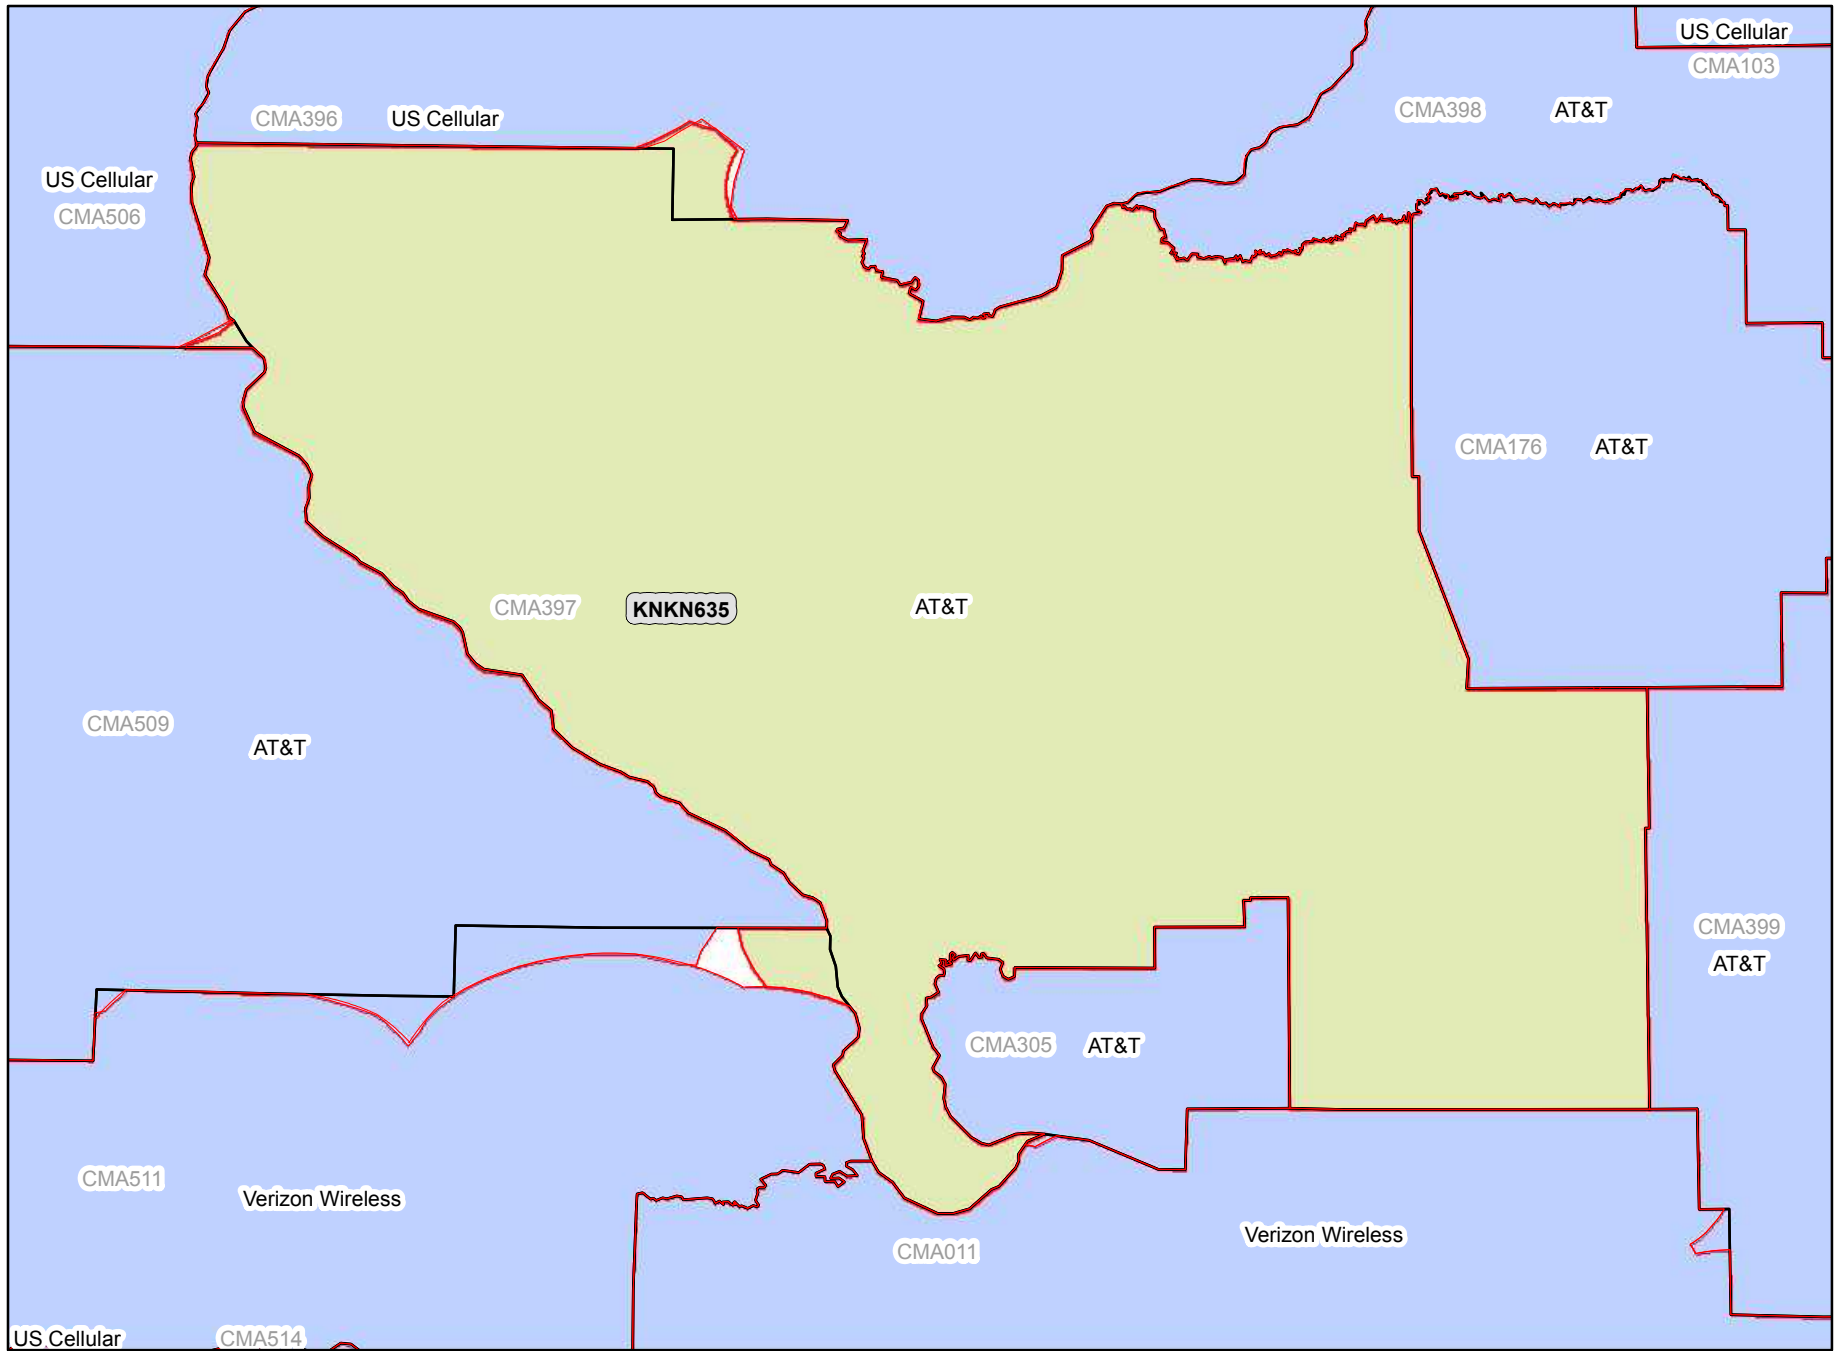 US Cellular
CMA103
CMA396 US Cellular
CMA398 AT&T
US Cellular
CMA506
CMA176 AT&T
CMA397 KNKN635 AT&T
CMA509
AT&T
CMA399
AT&T
CMA305 AT&T
CMA511
Verizon Wireless
Verizon Wireless
CMA011
US Cellular CMA514